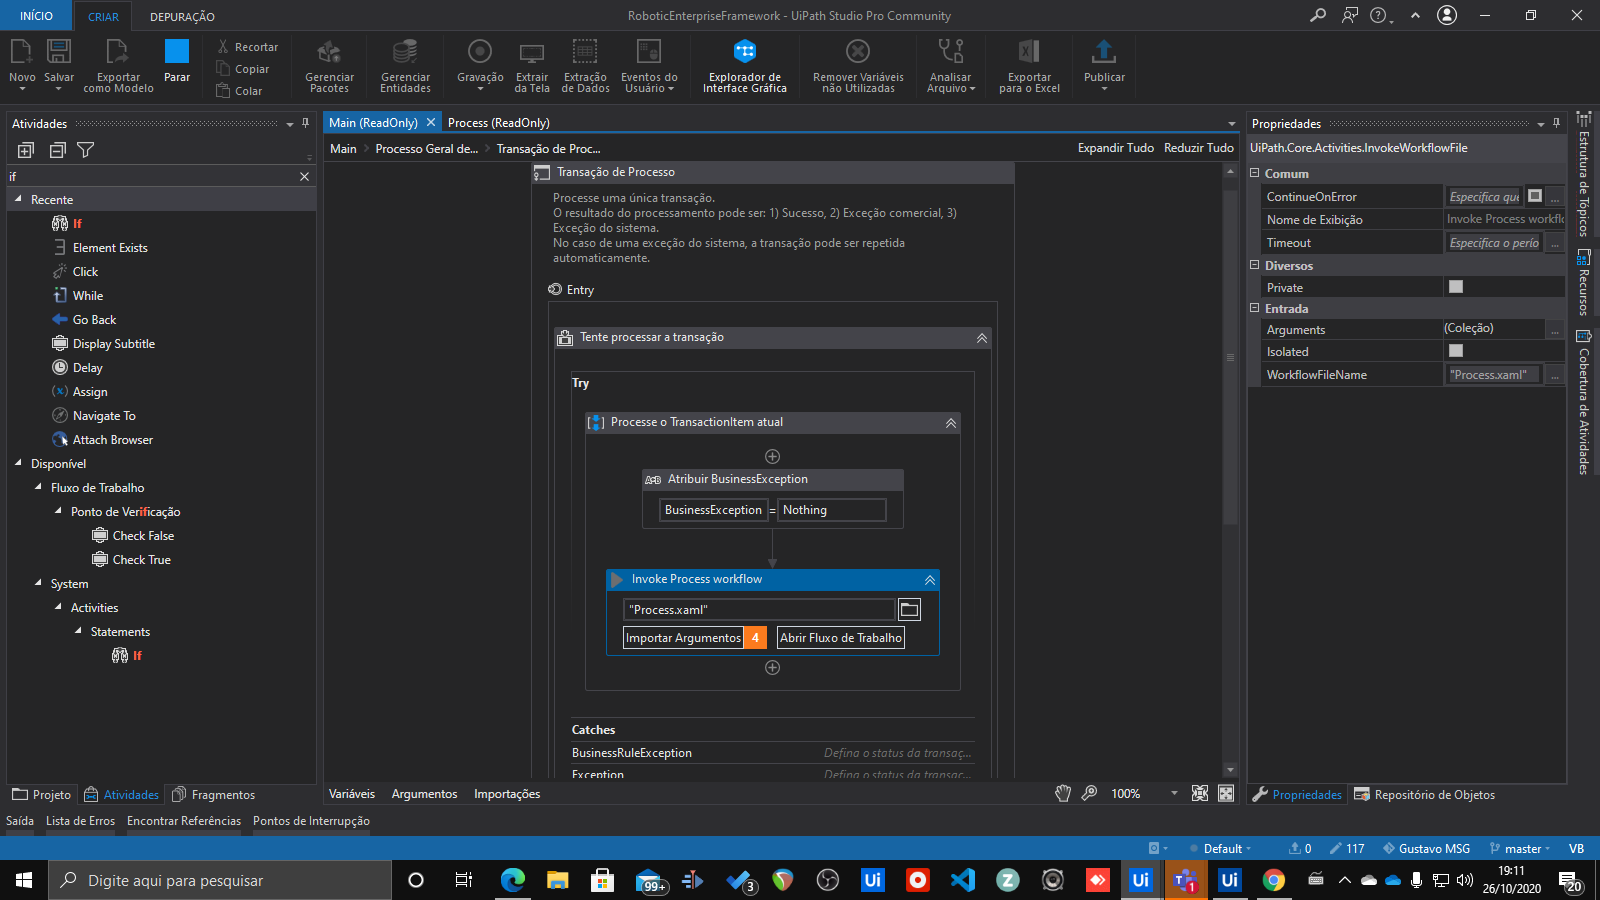 INÍCIO
CRIAR
DEPURAÇÃO
RoboticEnterpriseFramework - UiPath Studio Pro Community
Novo
Salvar
Exportar
como Modelo
Parar
Recortar
Copiar
Colar
Gerenciar
Pacotes
Gerenciar
Entidades
Gravação
Extrair
da Tela
Extração
de Dados
Eventos do
Usuário
Explorador de
Interface Gráfica
Remover Variáveis
não Utilizadas
Analisar
Arquivo
Exportar
para o Excel
Publicar
Atividades
if
Recente
If
Element Exists
Click
While
Go Back
Display Subtitle
Delay
Assign
Navigate To
Attach Browser
Disponível
Fluxo de Trabalho
Ponto de Verificação
Check False
Check True
System
Activities
Statements
If
Projeto
Atividades
Fragmentos
Main (ReadOnly)
Process (ReadOnly)
Main
Processo Geral de...
Transação de Proc...
Expandir Tudo
Reduzir Tudo
Transação de Processo
Processe uma única transação.
O resultado do processamento pode ser: 1) Sucesso, 2) Exceção comercial, 3)
Exceção do sistema.
No caso de uma exceção do sistema, a transação pode ser repetida
automaticamente.
Entry
Tente processar a transação
Try
Processe o TransactionItem atual
Atribuir BusinessException
BusinessException = Nothing
Invoke Process workflow
"Process.xaml"
Importar Argumentos 4
Abrir Fluxo de Trabalho
Catches
BusinessRuleException
Defina o status da transaç...
Exception
Defina o status da transaç...
Variáveis
Argumentos
Importações
100%
Propriedades
UiPath.Core.Activities.InvokeWorkflowFile
Comum
ContinueOnError
Especifica que
...
Nome de Exibição
Invoke Process workflo
Timeout
Especifica o perío
...
Diversos
Private
Entrada
Arguments
(Coleção)
...
Isolated
WorkflowFileName
"Process.xaml"
...
Propriedades
Repositório de Objetos
Estrutura de Tópicos
Recursos
Cobertura de Atividades
Saída
Lista de Erros
Encontrar Referências
Pontos de Interrupção
Default
0
117
Gustavo MSG
master
VB
Digite aqui para pesquisar
99+
3
Ui
Ui
1
Ui
19:11
26/10/2020
20